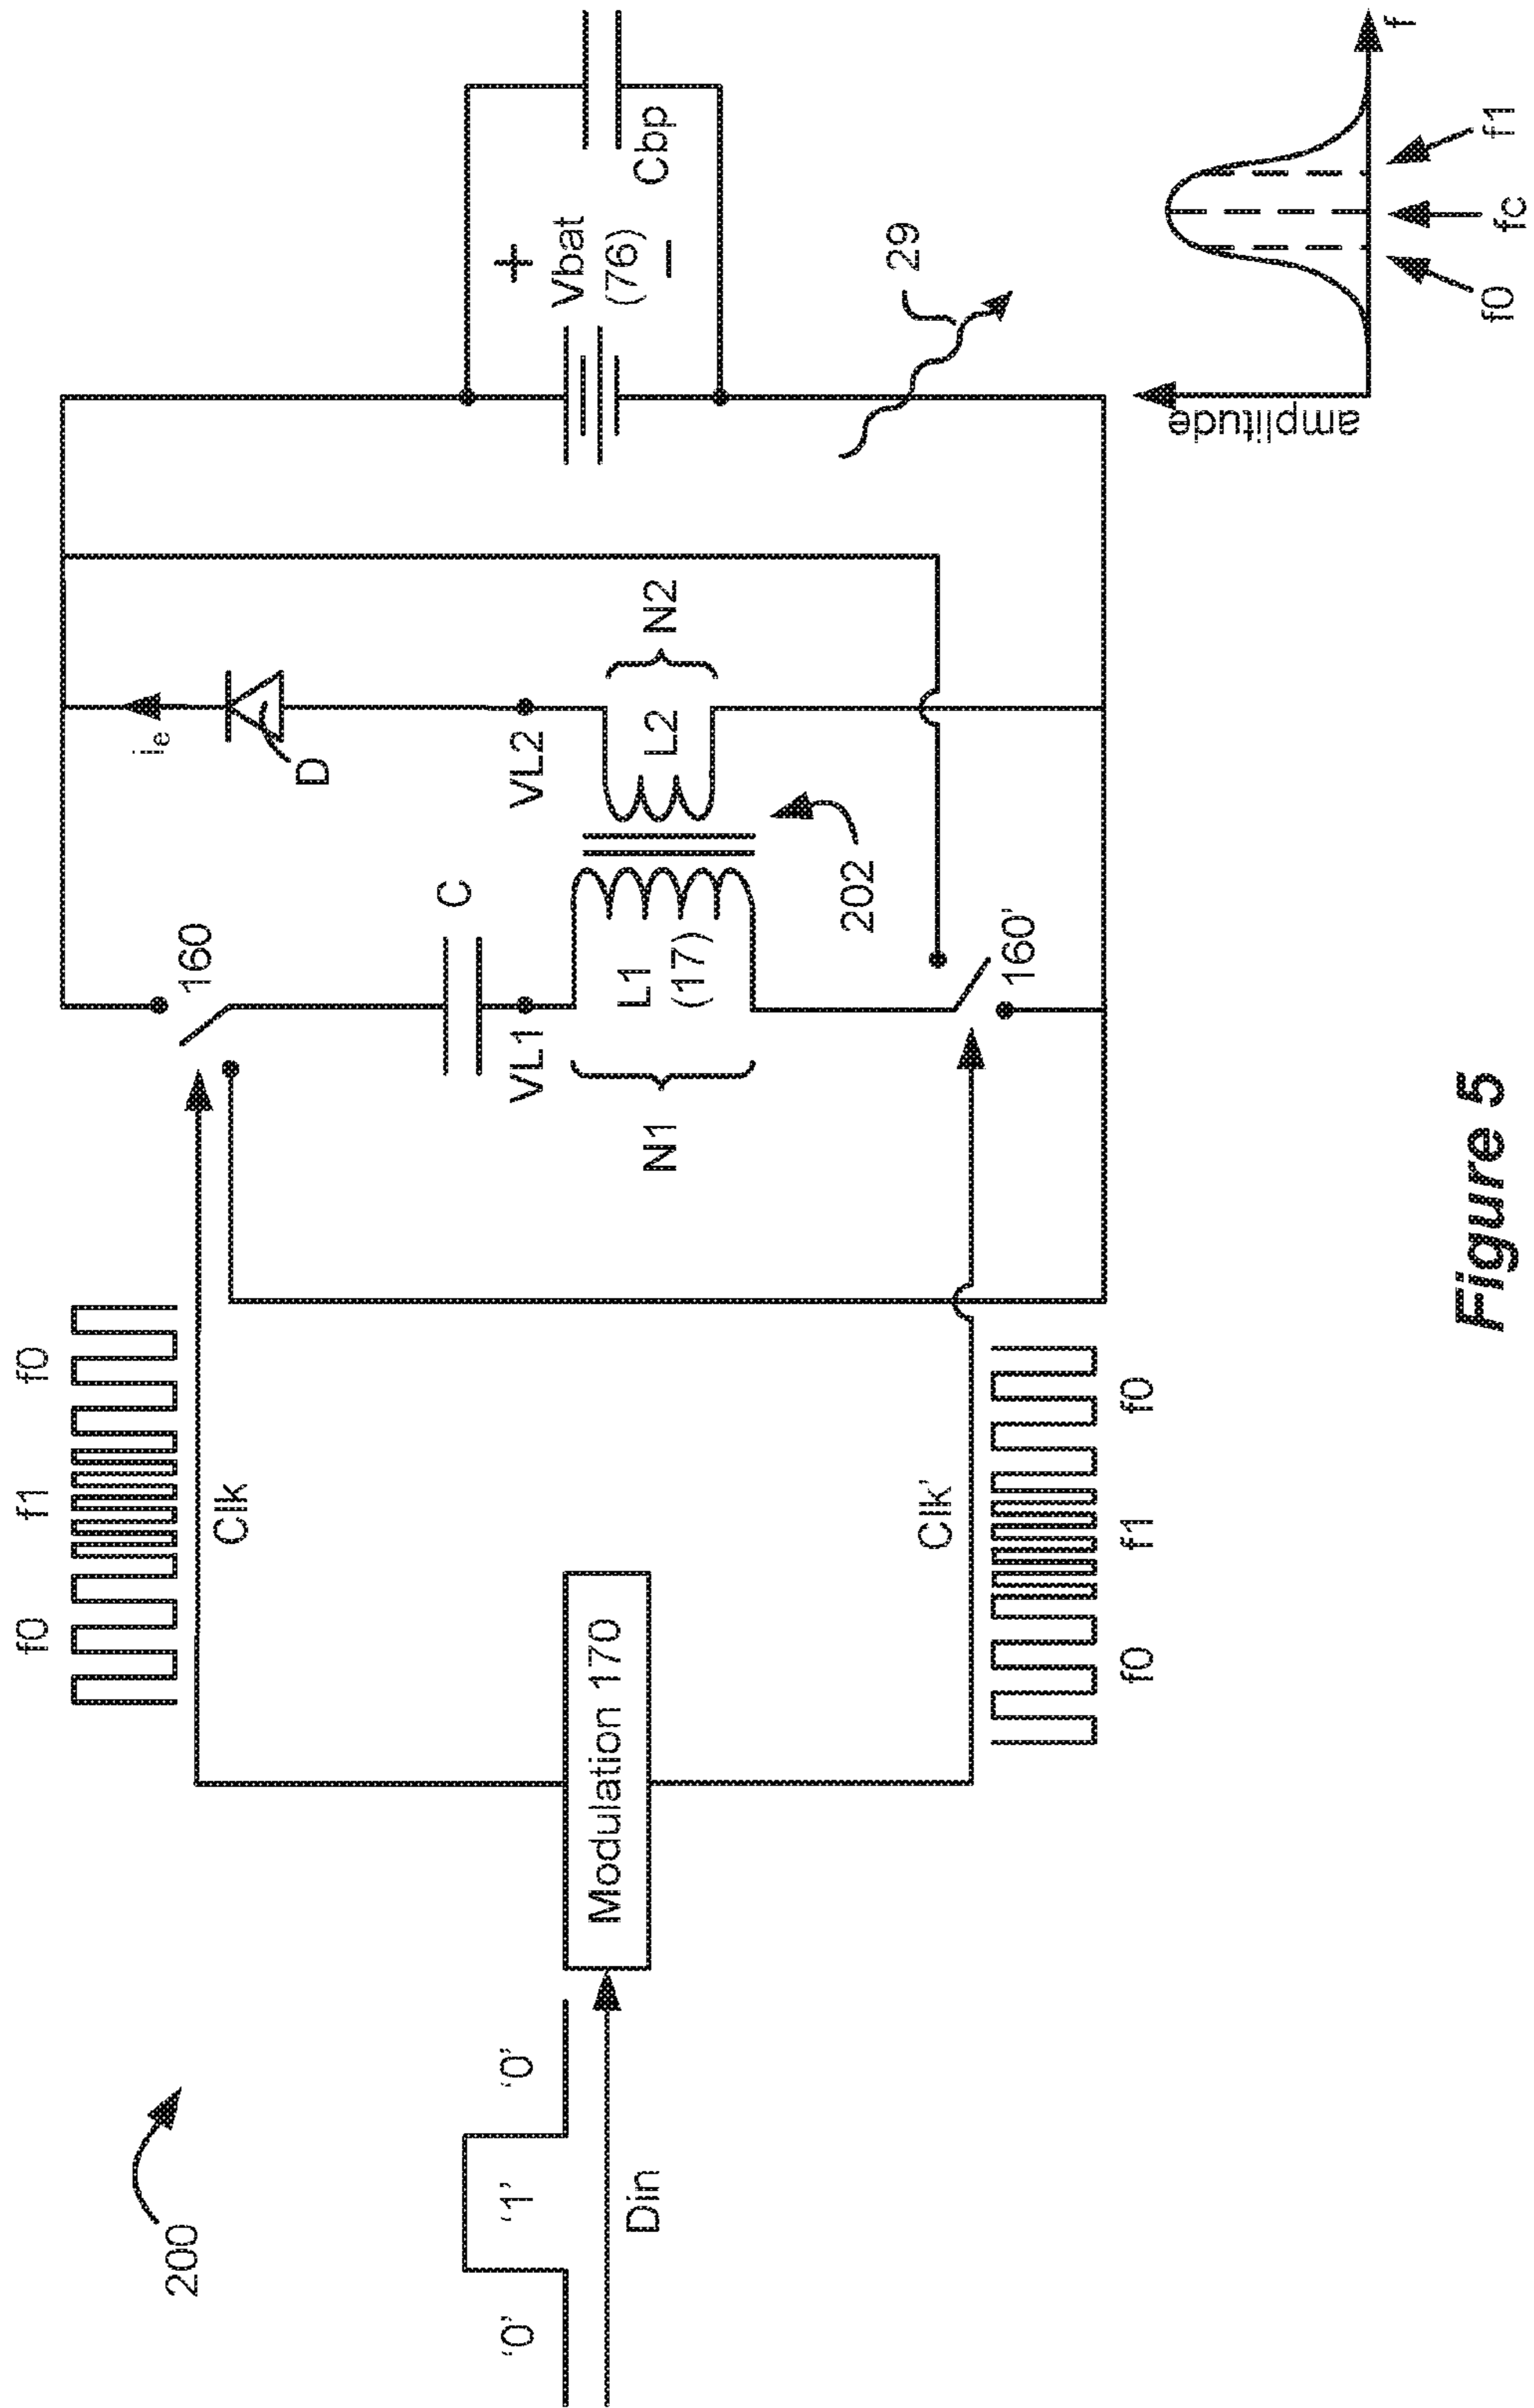 200
'0' '1' '0'
Din
Modulation 170
f0 f1 f0
Clk
Clk'
f0 f1 f0
160
C
VL1
N1
L1
(17)
160'
202
i_e
D
VL2
L2
N2
+
Vbat
(76)
−
Cbp
29
amplitude
f
f0
fc
f1
Figure 5